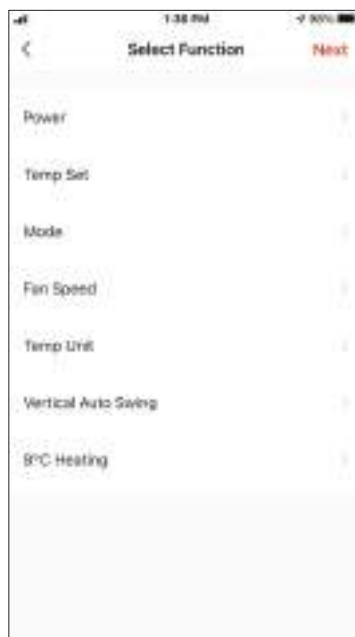 1:38 PM
Select Function
Next
Power
Temp Set
Mode
Fan Speed
Temp Unit
Vertical Auto Swing
8°C Heating